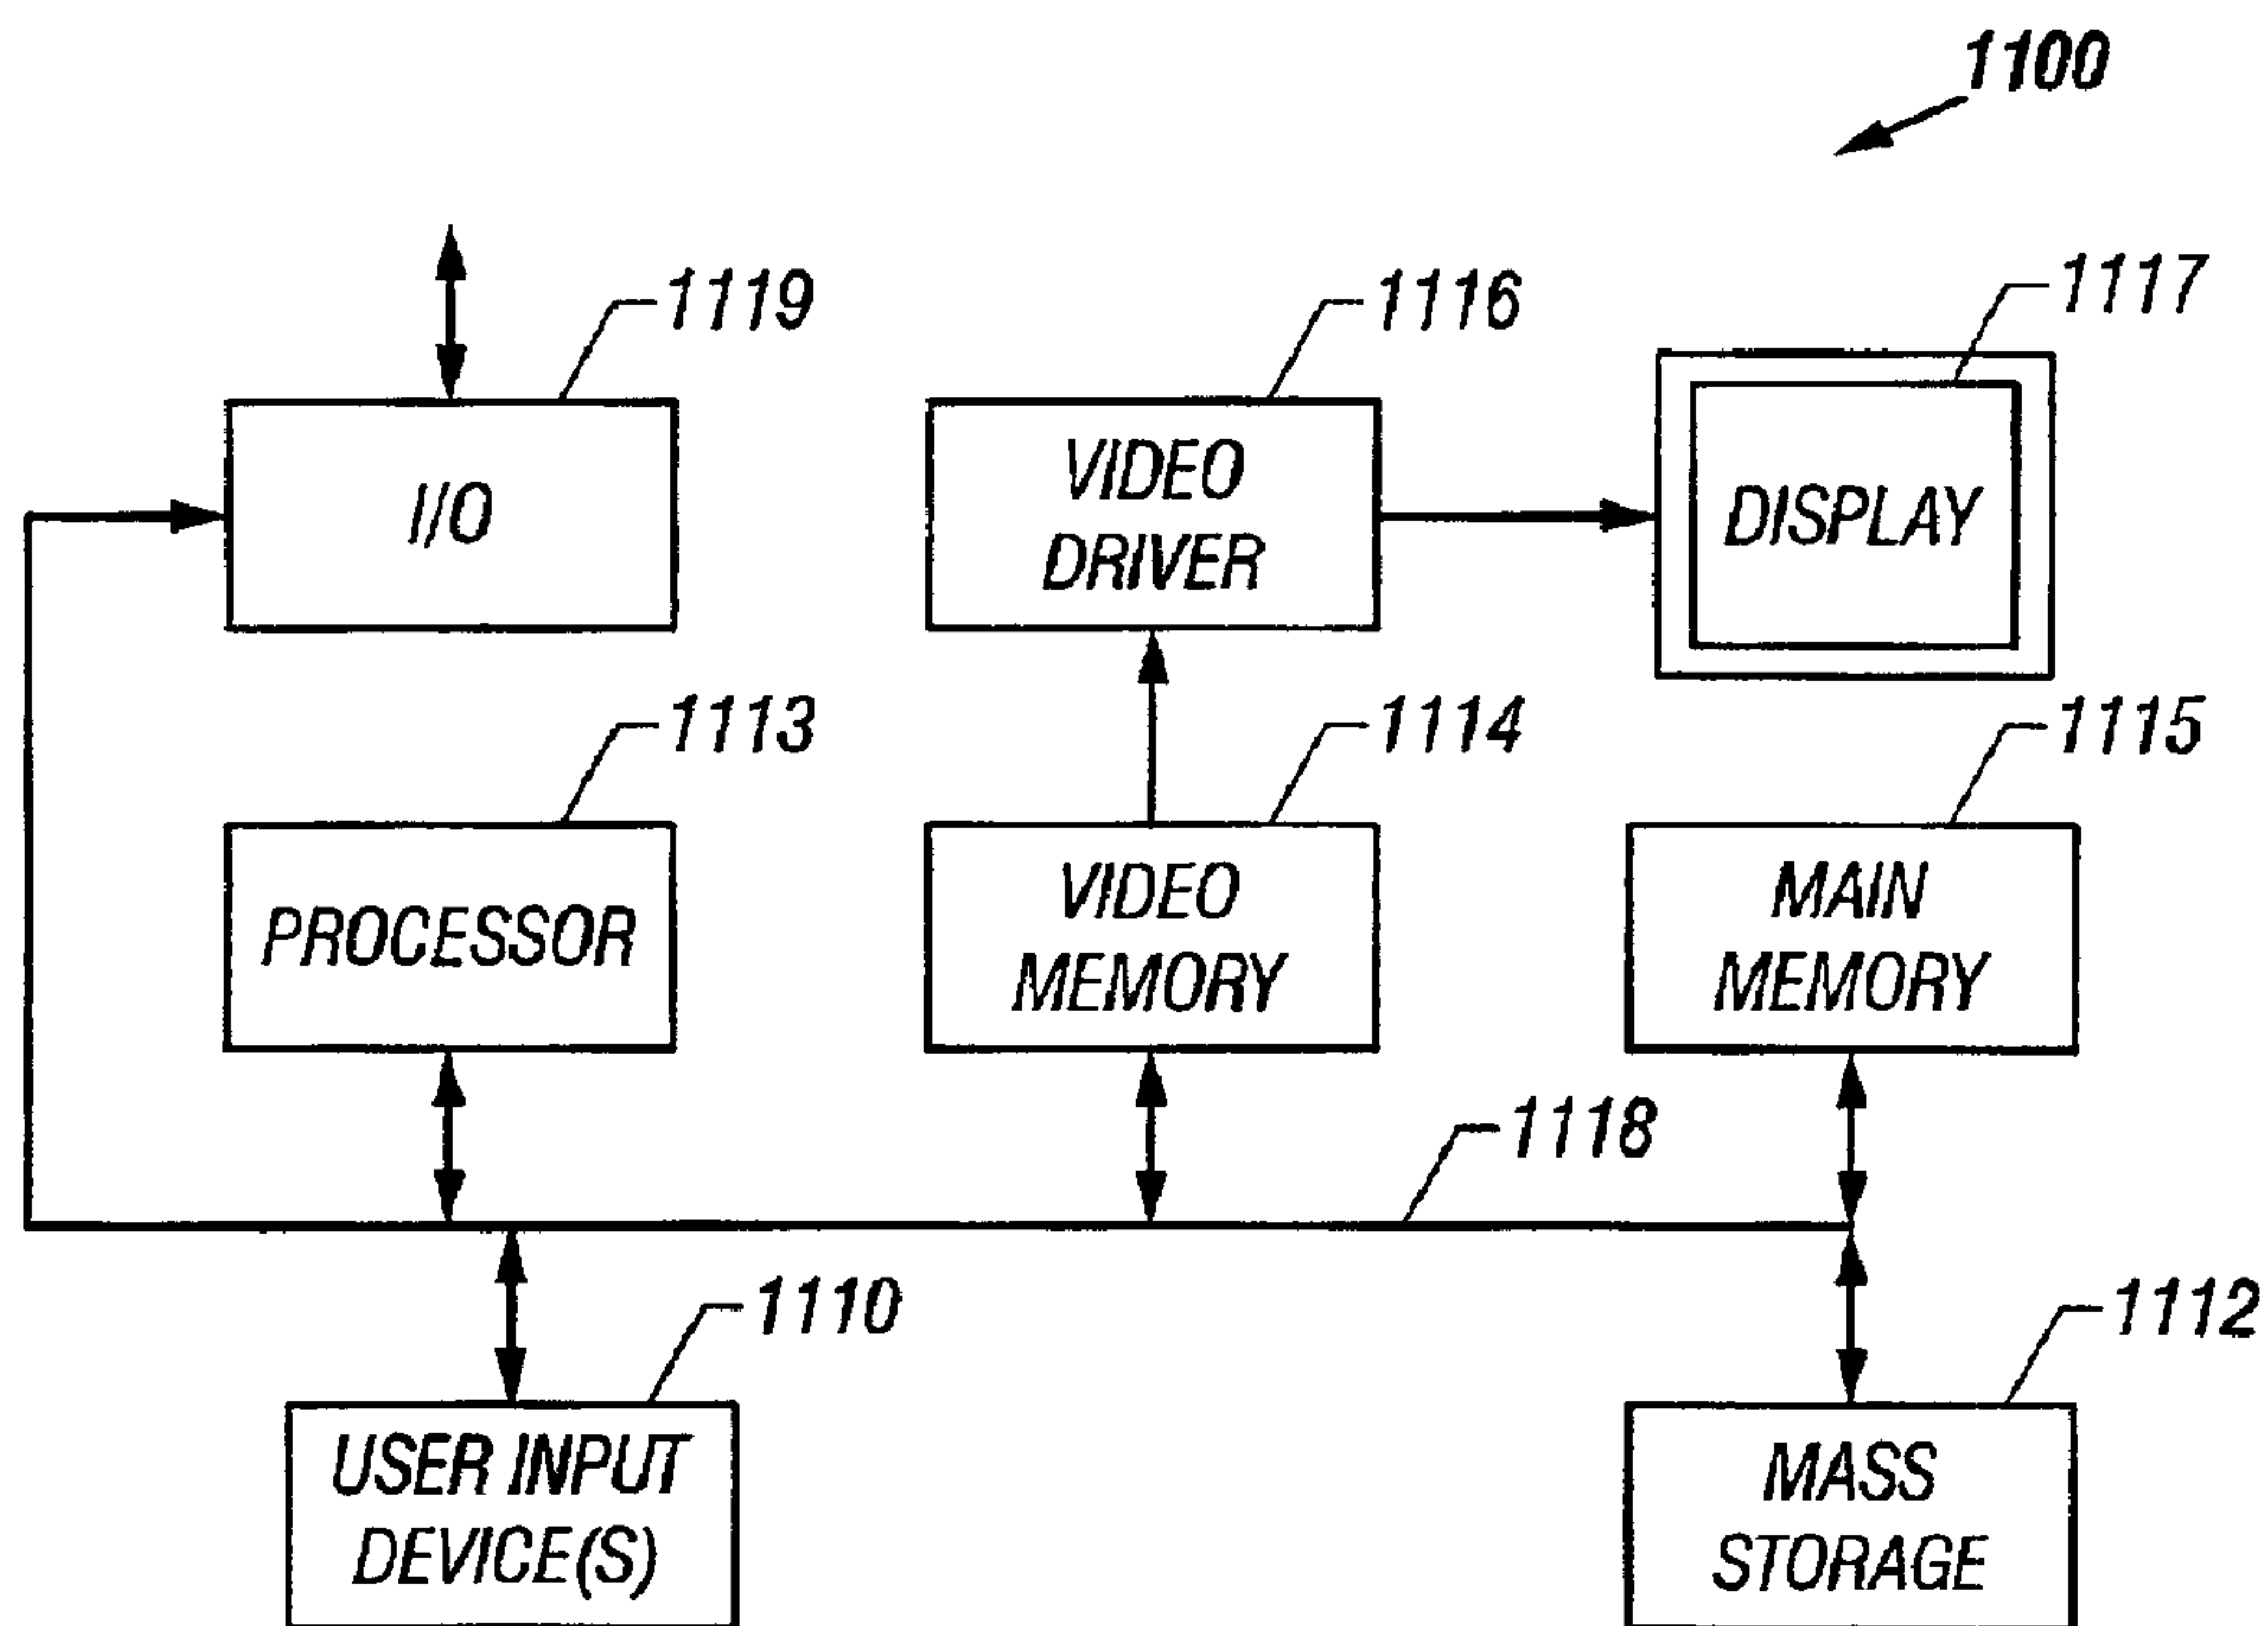 1100
1119
1116
1117
I/O
VIDEO
DRIVER
DISPLAY
1113
1114
1115
PROCESSOR
VIDEO
MEMORY
MAIN
MEMORY
1118
1110
1112
USER INPUT
DEVICE(S)
MASS
STORAGE